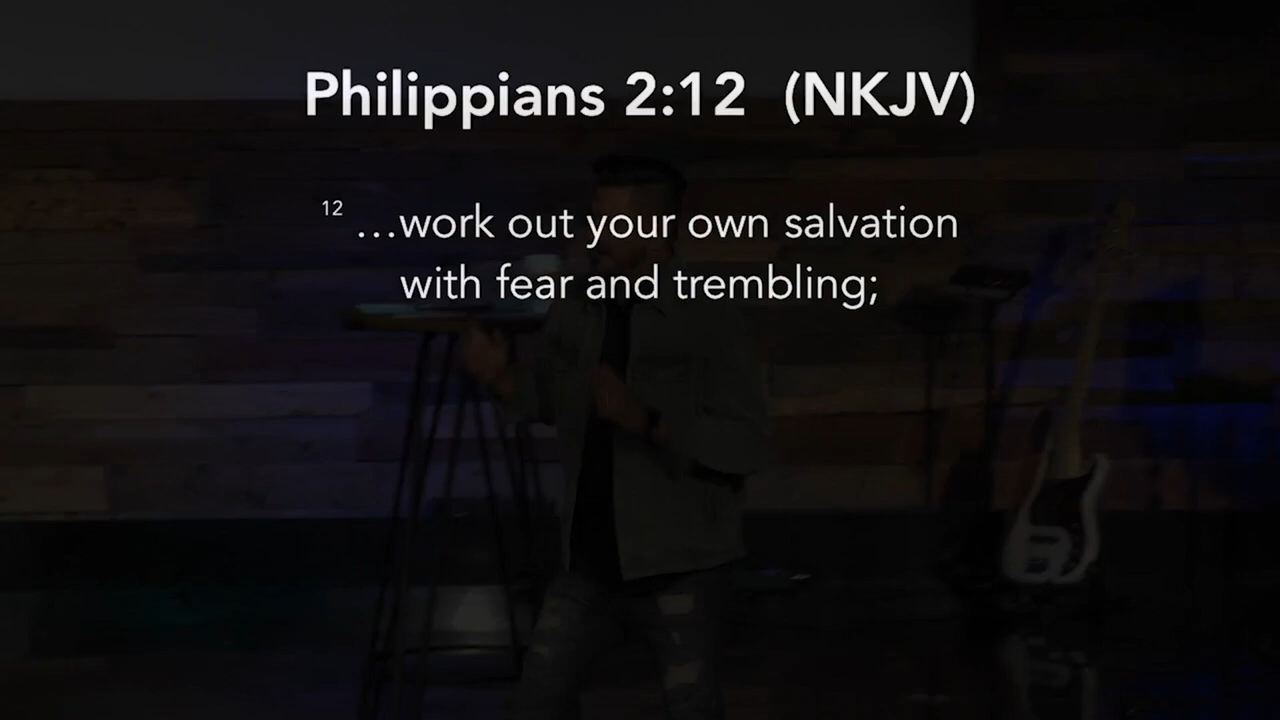 Philippians 2:12 (NKJV)
12 …work out your own salvation
with fear and trembling;